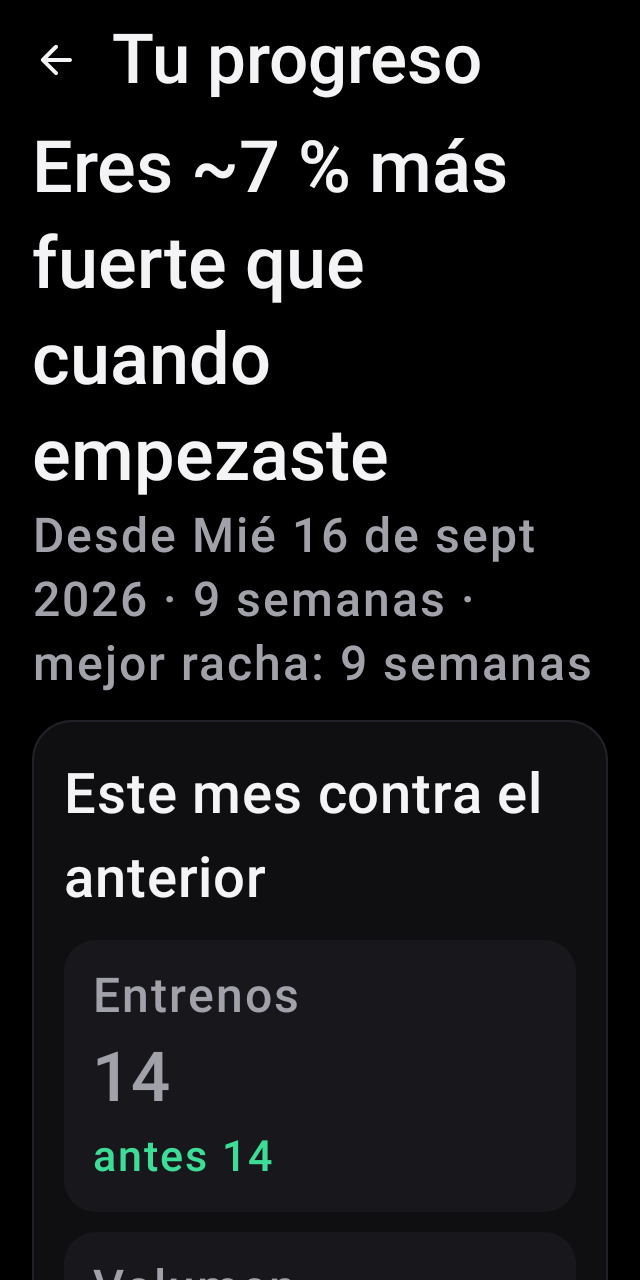 Tu progreso
Eres ~7 % más
fuerte que
cuando
empezaste
Desde Mié 16 de sept
2026 · 9 semanas ·
mejor racha: 9 semanas
Este mes contra el
anterior
Entrenos
14
antes 14
Volumen